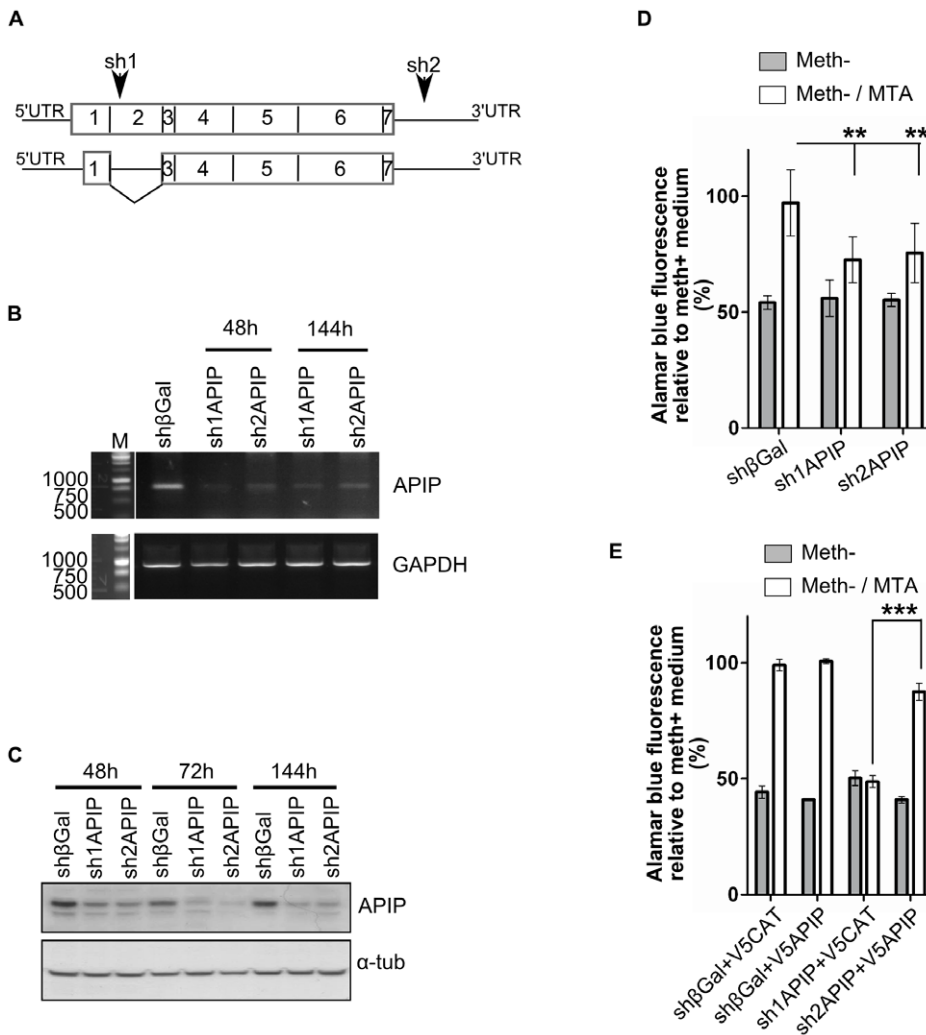 A
sh1
sh2
5'UTR
1
2
3
4
5
6
7
3'UTR
5'UTR
1
3
4
5
6
7
3'UTR
B
48h
144h
M
shβGal
sh1APIP
sh2APIP
sh1APIP
sh2APIP
1000
750
500
APIP
1000
750
500
GAPDH
C
48h
72h
144h
shβGal
sh1APIP
sh2APIP
shβGal
sh1APIP
sh2APIP
shβGal
sh1APIP
sh2APIP
APIP
α-tub
D
Meth-
Meth- / MTA
**
**
Alamar blue fluorescence
relative to meth+ medium
(%)
100
50
0
shβGal
sh1APIP
sh2APIP
E
Meth-
Meth- / MTA
***
Alamar blue fluorescence
relative to meth+ medium
(%)
100
50
0
shβGal+V5CAT
shβGal+V5APIP
sh1APIP+V5CAT
sh2APIP+V5APIP